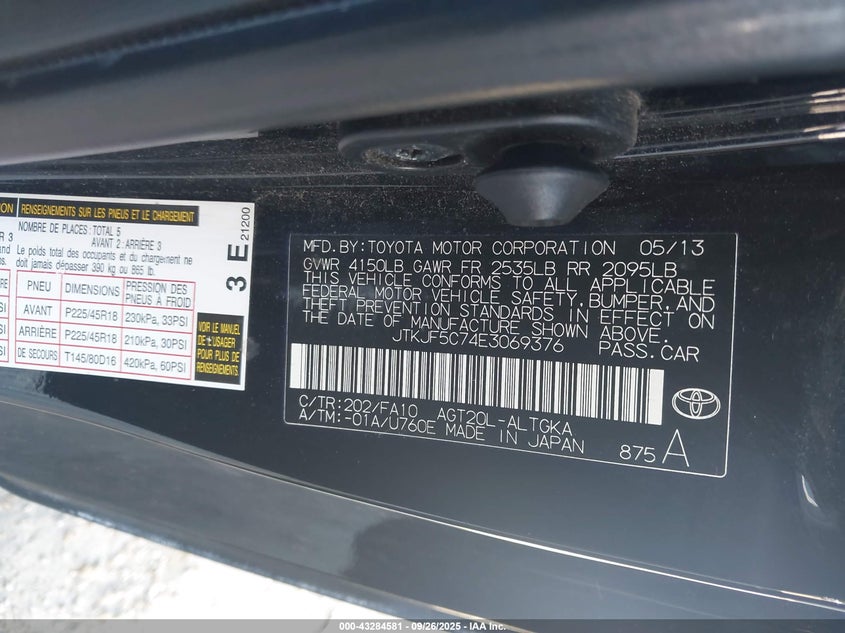 ION RENSEIGNEMENTS SUR LES PNEUS ET LE CHARGEMENT
NOMBRE DE PLACES: TOTAL 5
AVANT 2: ARRIÈRE 3
Le poids total des occupants et du chargement ne
doit jamais dépasser 390 kg ou 865 lb.
PNEU DIMENSIONS PRESSION DES PNEUS À FROID
AVANT P225/45R18 230kPa, 33PSI
ARRIÈRE P225/45R18 210kPa, 30PSI
DE SECOURS T145/80D16 420kPa, 60PSI
VOIR LE MANUEL
D'USAGER
POUR PLUS DE
RENSEIGNEMENTS
3 E 21200
MFD. BY: TOYOTA MOTOR CORPORATION 05/13
GVWR 4150LB GAWR FR 2535LB RR 2095LB
THIS VEHICLE CONFORMS TO ALL APPLICABLE
FEDERAL MOTOR VEHICLE SAFETY, BUMPER, AND
THEFT PREVENTION STANDARDS IN EFFECT ON
THE DATE OF MANUFACTURE SHOWN ABOVE.
JTKJF5C74E3069376 PASS. CAR
C/TR: 202/FA10 AGT20L-ALTGKA
A/TM: -01A/U760E MADE IN JAPAN
875 A
000-43284581 - 09/26/2025 - IAA Inc.